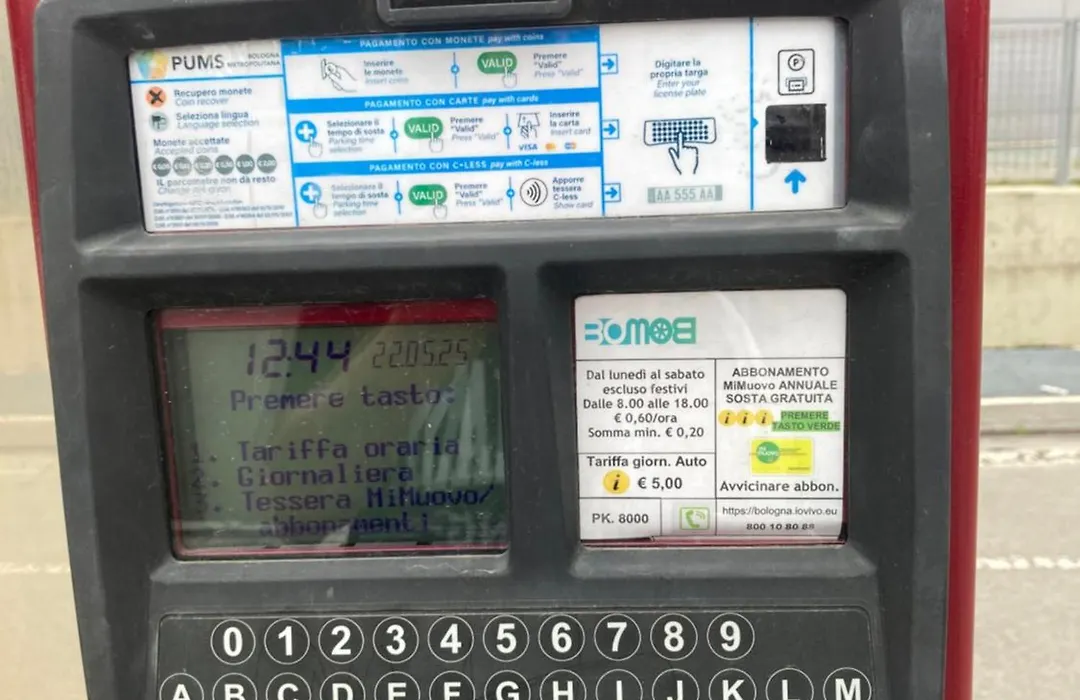 PUMS BOLOGNA METROPOLITANA
Recupero monete
Coin recover
Seleziona lingua
Language selection
Monete accettate
Accepted coins
IL parcometro non da resto
Change not given
PAGAMENTO CON MONETE pay with coins
Inserire le monete
Insert coins
VALID
Premere "Valid"
Press "Valid"
PAGAMENTO CON CARTE pay with cards
Selezionare il tempo di sosta
Parking time selection
VALID
Premere "Valid"
Press "Valid"
Inserire la carta
Insert card
VISA
PAGAMENTO CON C-LESS pay with C-less
Selezionare il tempo di sosta
Parking time selection
VALID
Premere "Valid"
Press "Valid"
Apporre tessera C-less
Show card
Digitare la
propria targa
Enter your
license plate
AA 555 AA
P
12:44 22.05.25
Premere tasto:
1. Tariffa oraria
. Giornaliera
. Tessera MiMuovo/
abbonamenti
BOMOB
Dal lunedì al sabato
escluso festivi
Dalle 8.00 alle 18.00
€ 0,60/ora
Somma min. € 0,20
Tariffa giorn. Auto
i € 5,00
PK. 8000
ABBONAMENTO
MiMuovo ANNUALE
SOSTA GRATUITA
i i i PREMERE
TASTO VERDE
Avvicinare abbon.
https://bologna.iovivo.eu
800 10 80 88
0 1 2 3 4 5 6 7 8 9
A B C D E F G H I J K L M